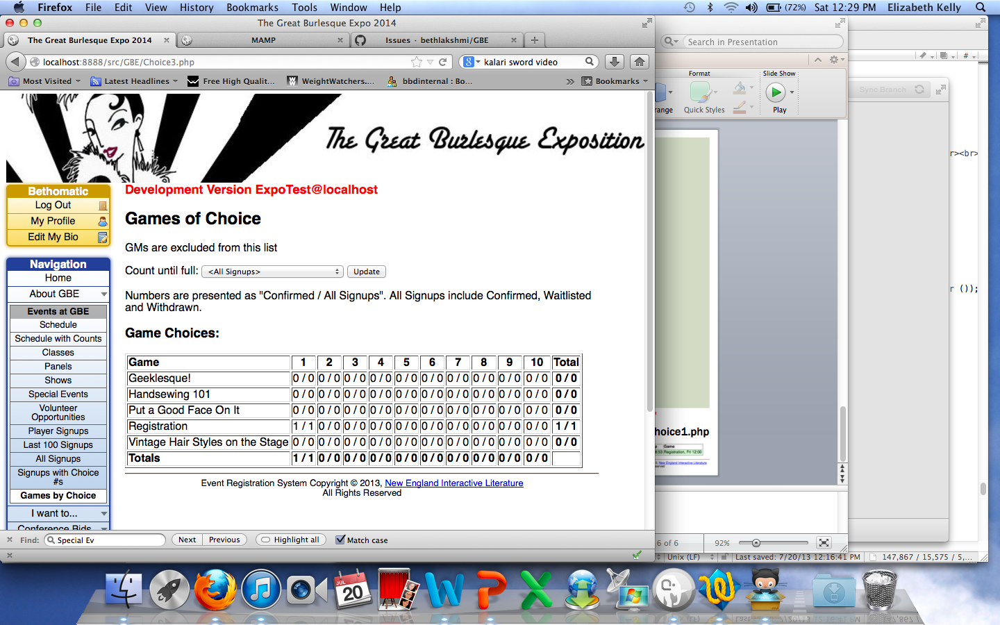 Firefox File Edit View History Bookmarks Tools Window Help (72%) Sat 12:29 PM Elizabeth Kelly
The Great Burlesque Expo 2014
The Great Burlesque Expo 2014 MAMP Issues · bethlakshmi/GBE
localhost:8888/src/GBE/Choice3.php kalari sword video
Most Visited Latest Headlines Free High Qualit... WeightWatchers.... bbdinternal : Bo... Bookmarks
The Great Burlesque Exposition
Development Version ExpoTest@localhost
Bethomatic
Log Out
My Profile
Edit My Bio
Navigation
Home
About GBE
Events at GBE
Schedule
Schedule with Counts
Classes
Panels
Shows
Special Events
Volunteer
Opportunities
Player Signups
Last 100 Signups
All Signups
Signups with Choice
#s
Games by Choice
I want to...
Conference Bids
Games of Choice
GMs are excluded from this list
Count until full: <All Signups> Update
Numbers are presented as "Confirmed / All Signups". All Signups include Confirmed, Waitlisted
and Withdrawn.
Game Choices:
Game 1 2 3 4 5 6 7 8 9 10 Total
Geeklesque! 0 / 0 0 / 0 0 / 0 0 / 0 0 / 0 0 / 0 0 / 0 0 / 0 0 / 0 0 / 0 0 / 0
Handsewing 101 0 / 0 0 / 0 0 / 0 0 / 0 0 / 0 0 / 0 0 / 0 0 / 0 0 / 0 0 / 0 0 / 0
Put a Good Face On It 0 / 0 0 / 0 0 / 0 0 / 0 0 / 0 0 / 0 0 / 0 0 / 0 0 / 0 0 / 0 0 / 0
Registration 1 / 1 0 / 0 0 / 0 0 / 0 0 / 0 0 / 0 0 / 0 0 / 0 0 / 0 0 / 0 1 / 1
Vintage Hair Styles on the Stage 0 / 0 0 / 0 0 / 0 0 / 0 0 / 0 0 / 0 0 / 0 0 / 0 0 / 0 0 / 0 0 / 0
Totals 1 / 1 0 / 0 0 / 0 0 / 0 0 / 0 0 / 0 0 / 0 0 / 0 0 / 0 0 / 0
Event Registration System Copyright © 2013, New England Interactive Literature
All Rights Reserved
Find: Special Ev Next Previous Highlight all Match case
Search in Presentation
Format Slide Show
range Quick Styles Play
Sync Branch
hoice1.php
Game
Registration, Fri 12:00
New England Interactive Literature
6 of 6 92%
r><br>
r ());
Unix (LF) Last saved: 7/20/13 12:16:41 PM 147,867 / 15,575 / 5,...
JUL
20